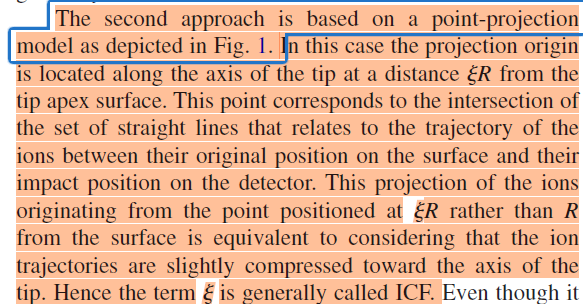 The second approach is based on a point-projection
model as depicted in Fig. 1. In this case the projection origin
is located along the axis of the tip at a distance ξR from the
tip apex surface. This point corresponds to the intersection of
the set of straight lines that relates to the trajectory of the
ions between their original position on the surface and their
impact position on the detector. This projection of the ions
originating from the point positioned at ξR rather than R
from the surface is equivalent to considering that the ion
trajectories are slightly compressed toward the axis of the
tip. Hence the term ξ is generally called ICF. Even though it